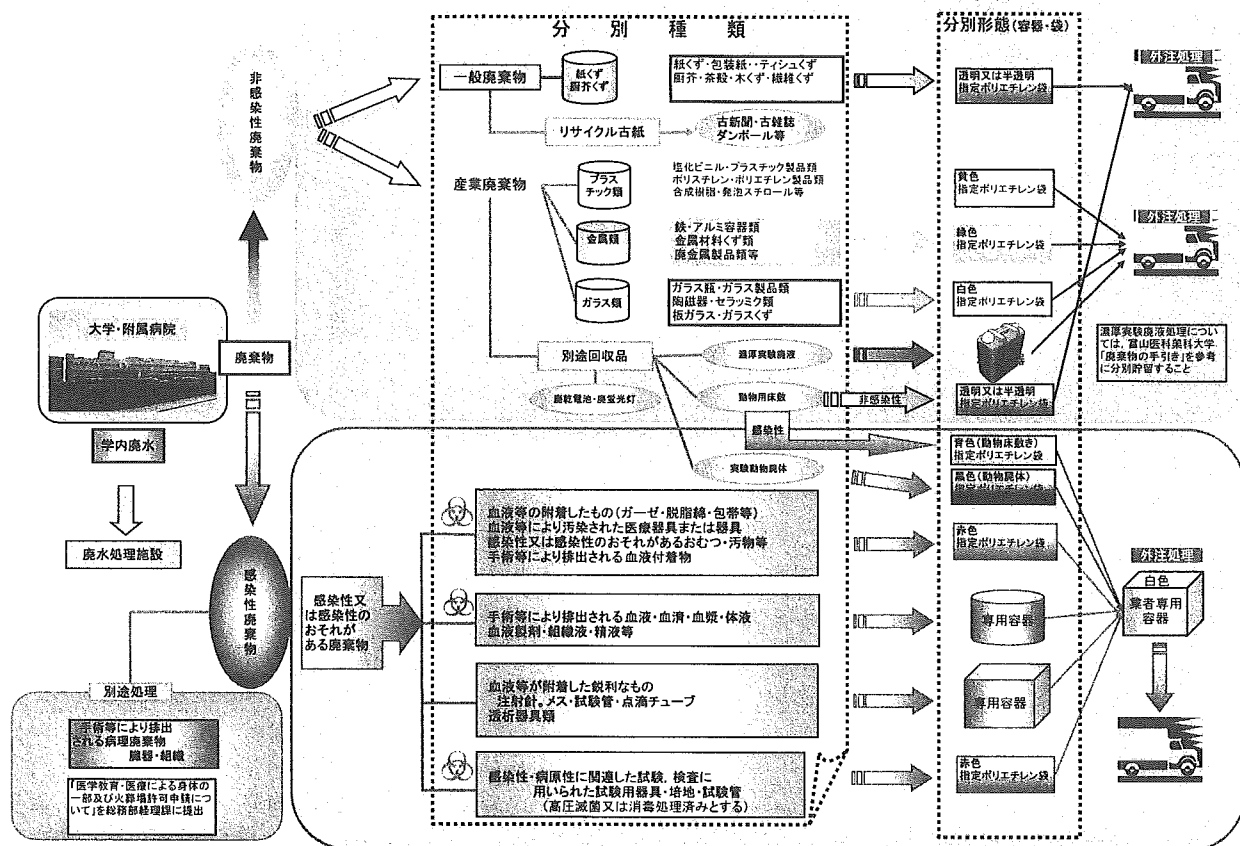 分別種類
分別形態(容器・袋)
非感染性廃棄物
一般廃棄物
紙くず
厨芥くず
紙くず・包装紙・・ティシュくず
厨芥・茶殻・木くず・繊維くず
透明又は半透明
指定ポリエチレン袋
外注処理
リサイクル古紙
古新聞・古雑誌
ダンボール等
産業廃棄物
プラス
チック類
塩化ビニル・プラスチック製品類
ポリスチレン・ポリエチレン製品類
合成樹脂・発泡スチロール等
黄色
指定ポリエチレン袋
外注処理
金属類
鉄・アルミ容器類
金属材料くず類
廃金属製品類等
緑色
指定ポリエチレン袋
ガラス類
ガラス瓶・ガラス製品類
陶磁器・セラッミク類
板ガラス・ガラスくず
白色
指定ポリエチレン袋
大学・附属病院
廃棄物
別途回収品
濃厚実験廃液
濃厚実験廃液処理につい
ては、富山医科薬科大学
「廃棄物の手引き」を参考
に分別貯留すること
廃乾電池・廃蛍光灯
動物用床敷
非感染性
透明又は半透明
指定ポリエチレン袋
感染性
青色(動物床敷き)
指定ポリエチレン袋
実験動物屍体
黒色(動物屍体)
指定ポリエチレン袋
学内廃水
廃水処理施設
感染性廃棄物
感染性又
は感染性の
おそれが
ある廃棄物
血液等の附着したもの(ガーゼ・脱脂綿・包帯等)
血液等により汚染された医療器具または器具
感染性又は感染性のおそれがあるおむつ・汚物等
手術等により排出される血液付着物
赤色
指定ポリエチレン袋
外注処理
白色
業者専用
容器
手術等により排出される血液・血清・血漿・体液
血液製剤・組織液・精液等
専用容器
血液等が附着した鋭利なもの
注射針。メス・試験管・点滴チューブ
透析器具類
専用容器
感染性・病原性に関連した試験、検査に
用いられた試験用器具・培地・試験管
(高圧滅菌又は消毒処理済みとする)
赤色
指定ポリエチレン袋
別途処理
手術等により排出
される病理廃棄物
臓器・組織
「医学教育・医療による身体の
一部及び火葬場許可申請につ
いて」を総務部経理課に提出